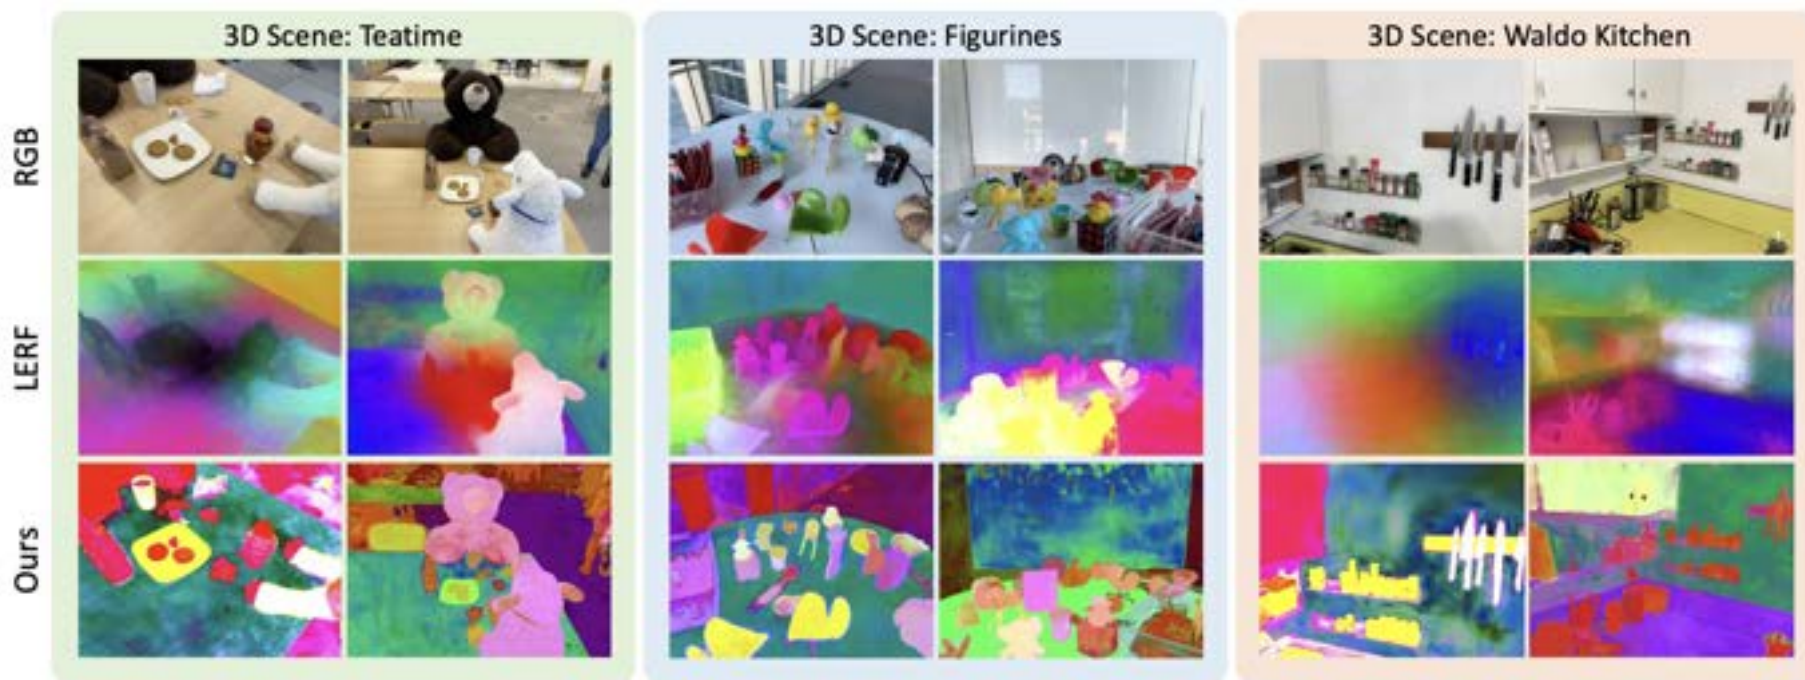 3D Scene: Teatime
3D Scene: Figurines
3D Scene: Waldo Kitchen
RGB
LERF
Ours